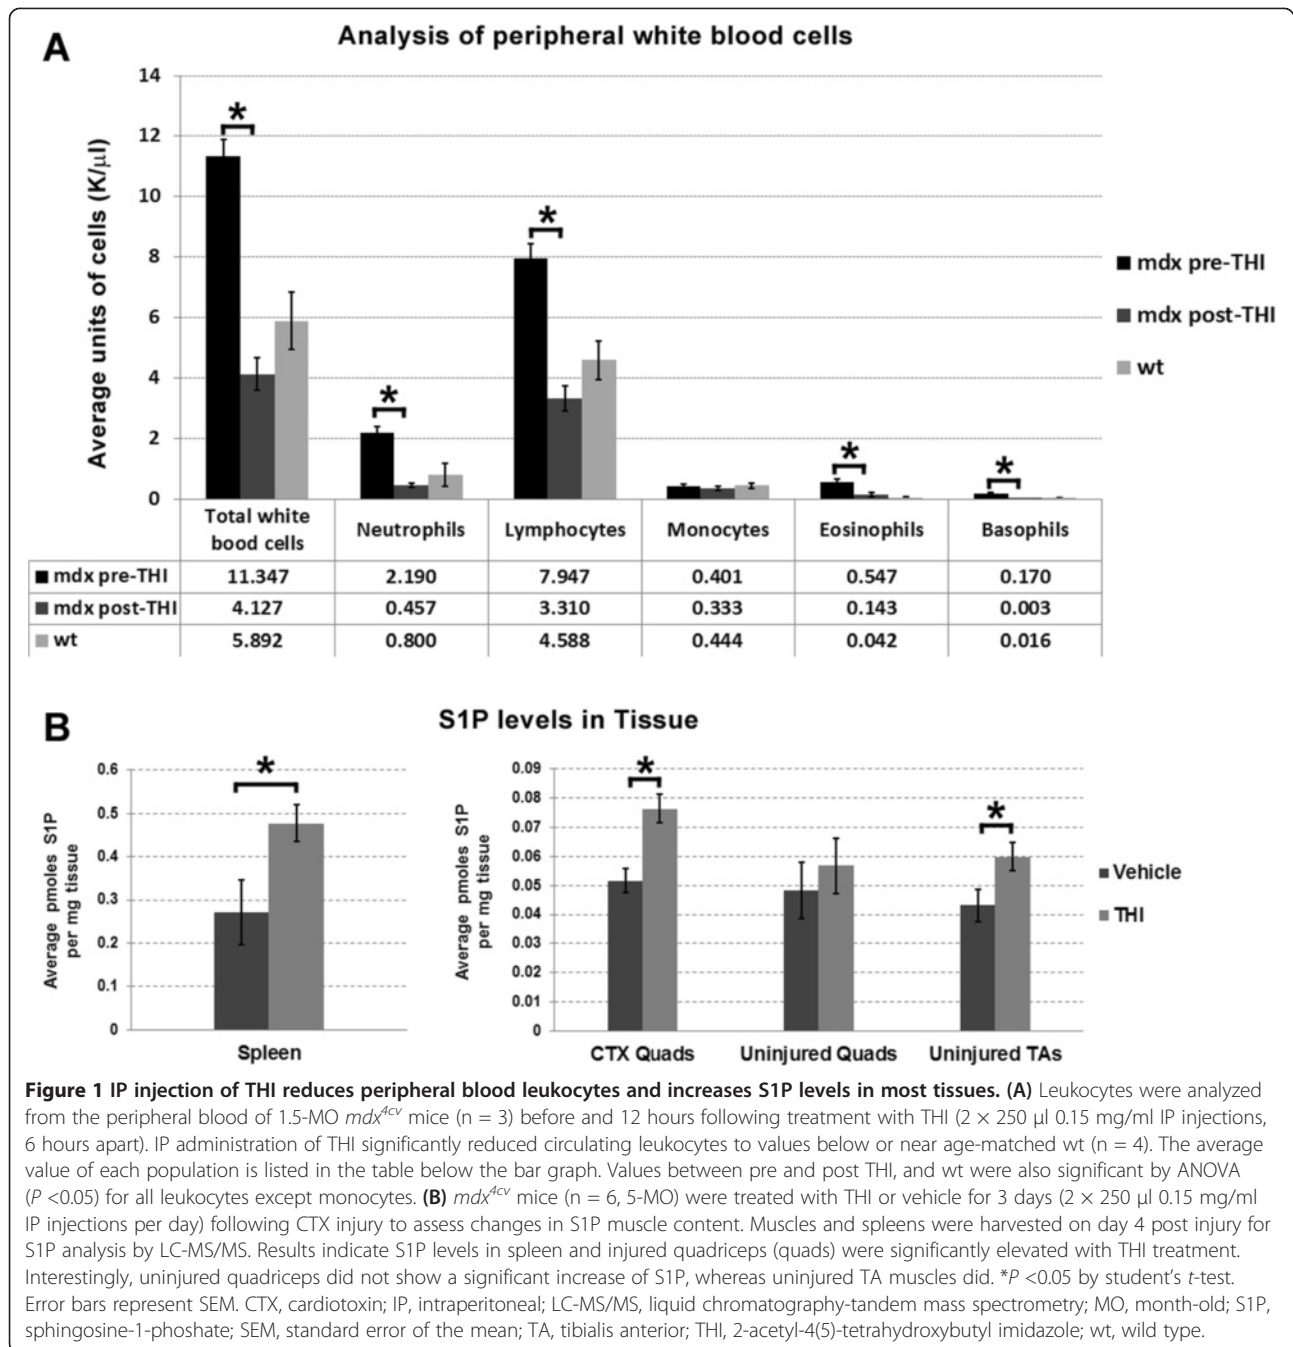 A
Analysis of peripheral white blood cells
Average units of cells (K/µl)
14
12
10
8
6
4
2
0
*
*
*
*
*
mdx pre-THI
mdx post-THI
wt
Total white bood cells Neutrophils Lymphocytes Monocytes Eosinophils Basophils
mdx pre-THI 11.347 2.190 7.947 0.401 0.547 0.170
mdx post-THI 4.127 0.457 3.310 0.333 0.143 0.003
wt 5.892 0.800 4.588 0.444 0.042 0.016
B
S1P levels in Tissue
Average pmoles S1P
per mg tissue
0.6
0.5
0.4
0.3
0.2
0.1
0
*
Spleen
Average pmoles S1P
per mg tissue
0.09
0.08
0.07
0.06
0.05
0.04
0.03
0.02
0.01
0
*
*
CTX Quads Uninjured Quads Uninjured TAs
Vehicle
THI
Figure 1 IP injection of THI reduces peripheral blood leukocytes and increases S1P levels in most tissues. (A) Leukocytes were analyzed
from the peripheral blood of 1.5-MO mdx4cv mice (n = 3) before and 12 hours following treatment with THI (2 × 250 µl 0.15 mg/ml IP injections,
6 hours apart). IP administration of THI significantly reduced circulating leukocytes to values below or near age-matched wt (n = 4). The average
value of each population is listed in the table below the bar graph. Values between pre and post THI, and wt were also significant by ANOVA
(P <0.05) for all leukocytes except monocytes. (B) mdx4cv mice (n = 6, 5-MO) were treated with THI or vehicle for 3 days (2 × 250 µl 0.15 mg/ml
IP injections per day) following CTX injury to assess changes in S1P muscle content. Muscles and spleens were harvested on day 4 post injury for
S1P analysis by LC-MS/MS. Results indicate S1P levels in spleen and injured quadriceps (quads) were significantly elevated with THI treatment.
Interestingly, uninjured quadriceps did not show a significant increase of S1P, whereas uninjured TA muscles did. *P <0.05 by student's t-test.
Error bars represent SEM. CTX, cardiotoxin; IP, intraperitoneal; LC-MS/MS, liquid chromatography-tandem mass spectrometry; MO, month-old; S1P,
sphingosine-1-phoshate; SEM, standard error of the mean; TA, tibialis anterior; THI, 2-acetyl-4(5)-tetrahydroxybutyl imidazole; wt, wild type.